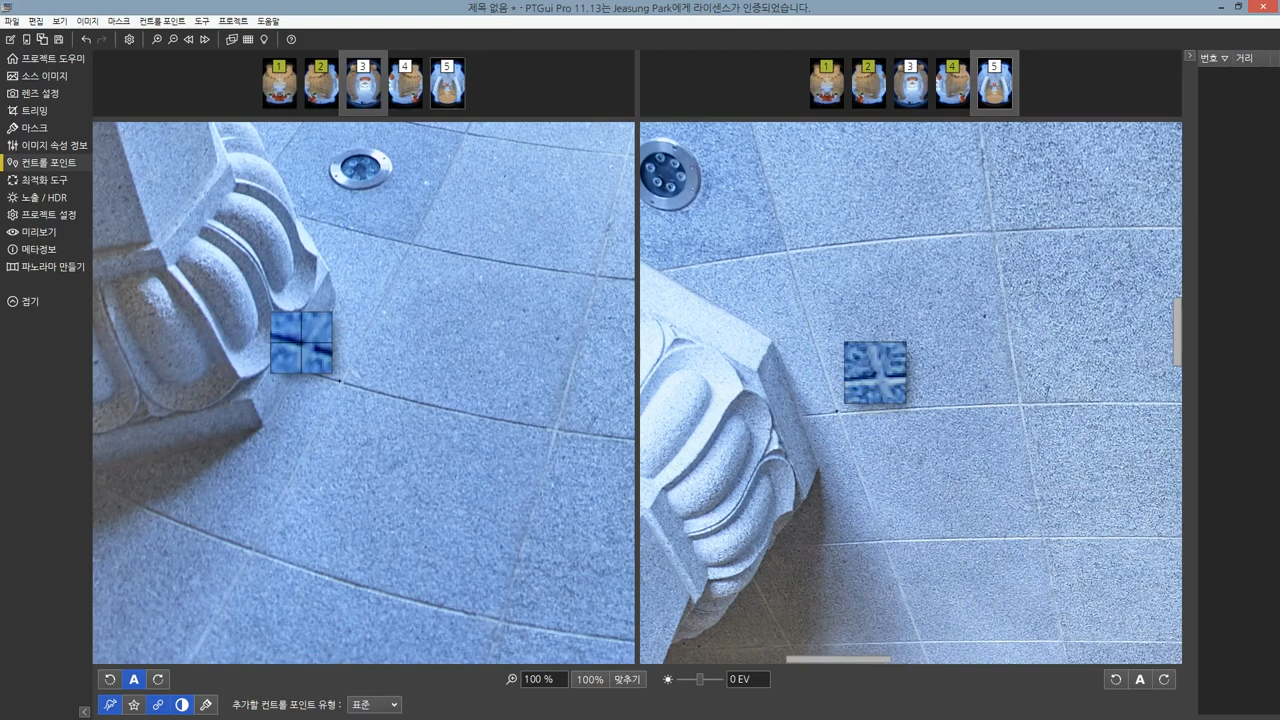 제목 없음 * - PTGui Pro 11.13는 Jeasung Park에게 라이센스가 인증되었습니다.
파일 편집 보기 이미지 마스크 컨트롤 포인트 도구 프로젝트 도움말
프로젝트 도우미
소스 이미지
렌즈 설정
트리밍
마스크
이미지 속성 정보
컨트롤 포인트
최적화 도구
노출 / HDR
프로젝트 설정
미리보기
메타정보
파노라마 만들기
접기
1 2 3 4 5
1 2 3 4 5
번호 거리
A
100 % 100% 맞추기 0 EV
A
추가할 컨트롤 포인트 유형 : 표준